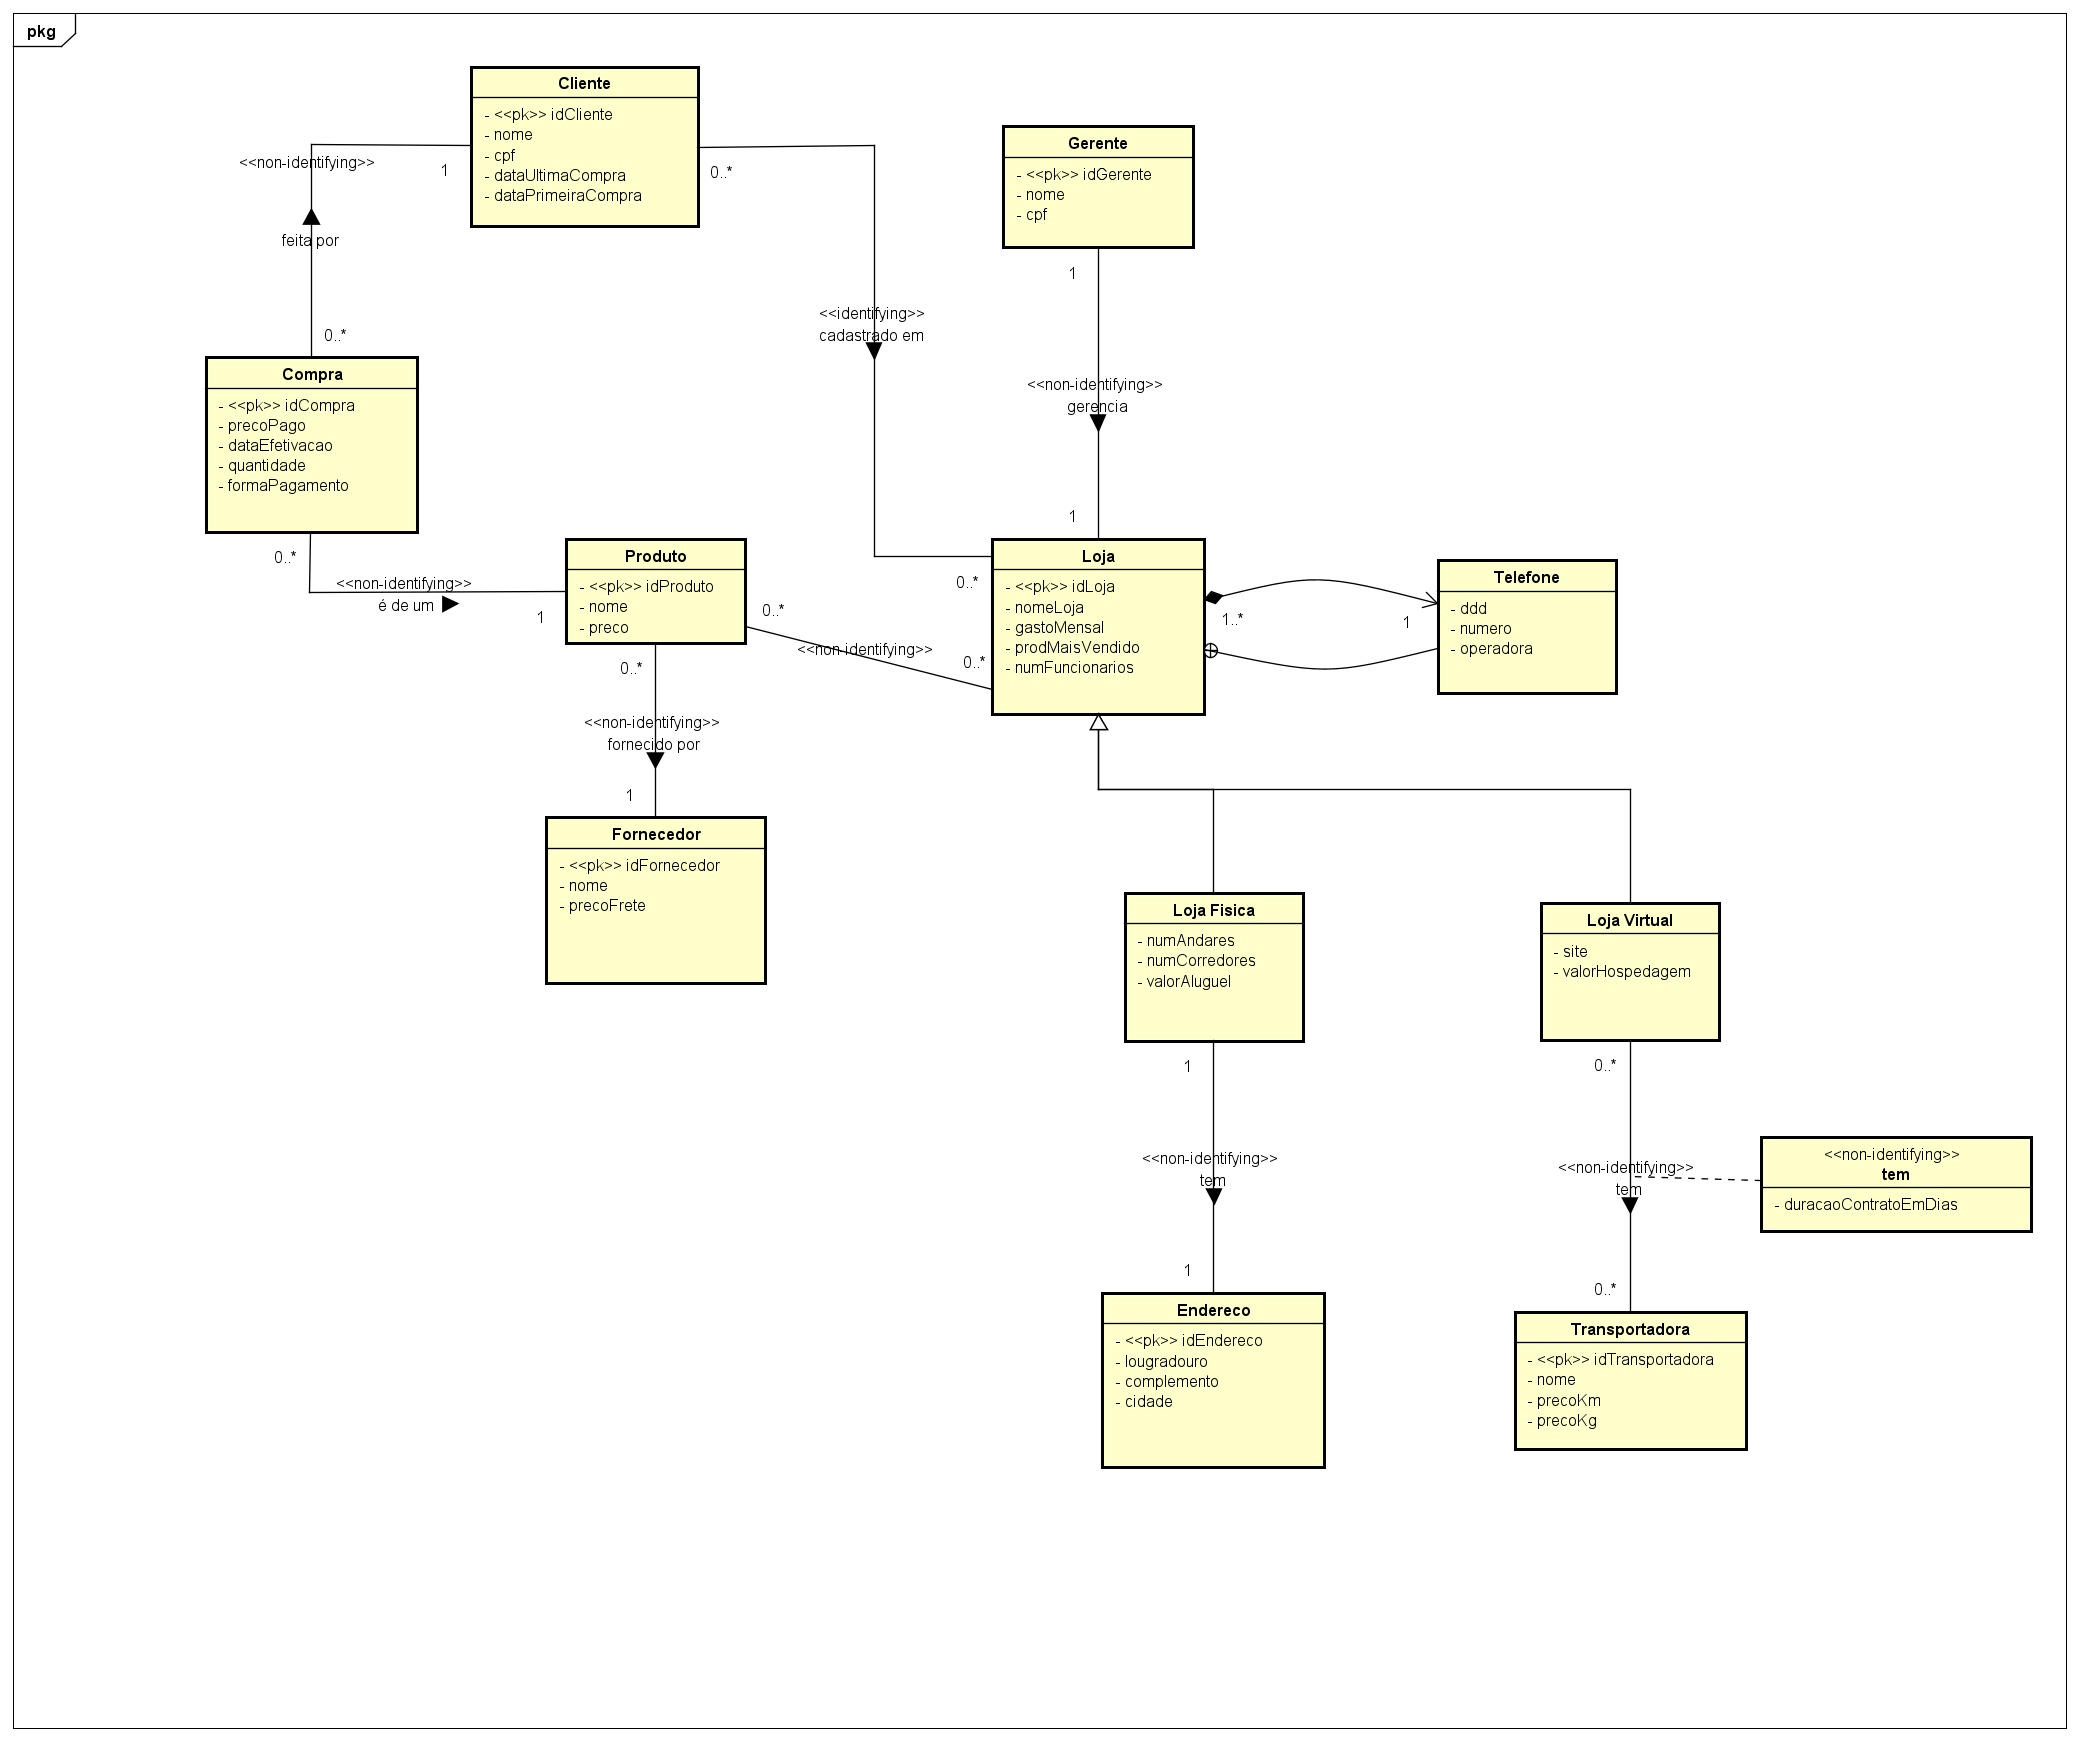 pkg
Cliente
- <<pk>> idCliente
- nome
- cpf
- dataUltimaCompra
- dataPrimeiraCompra
<<non-identifying>>
1
feita por
0..*
0..*
<<identifying>>
cadastrado em
0..*
Gerente
- <<pk>> idGerente
- nome
- cpf
1
<<non-identifying>>
gerencia
1
Compra
- <<pk>> idCompra
- precoPago
- dataEfetivacao
- quantidade
- formaPagamento
0..*
<<non-identifying>>
é de um
1
Produto
- <<pk>> idProduto
- nome
- preco
0..*
<<non-identifying>>
0..*
Loja
- <<pk>> idLoja
- nomeLoja
- gastoMensal
- prodMaisVendido
- numFuncionarios
1..*
1
Telefone
- ddd
- numero
- operadora
0..*
<<non-identifying>>
fornecido por
1
Fornecedor
- <<pk>> idFornecedor
- nome
- precoFrete
Loja Fisica
- numAndares
- numCorredores
- valorAluguel
Loja Virtual
- site
- valorHospedagem
1
<<non-identifying>>
tem
1
0..*
<<non-identifying>>
tem
0..*
<<non-identifying>>
tem
- duracaoContratoEmDias
Endereco
- <<pk>> idEndereco
- lougradouro
- complemento
- cidade
Transportadora
- <<pk>> idTransportadora
- nome
- precoKm
- precoKg